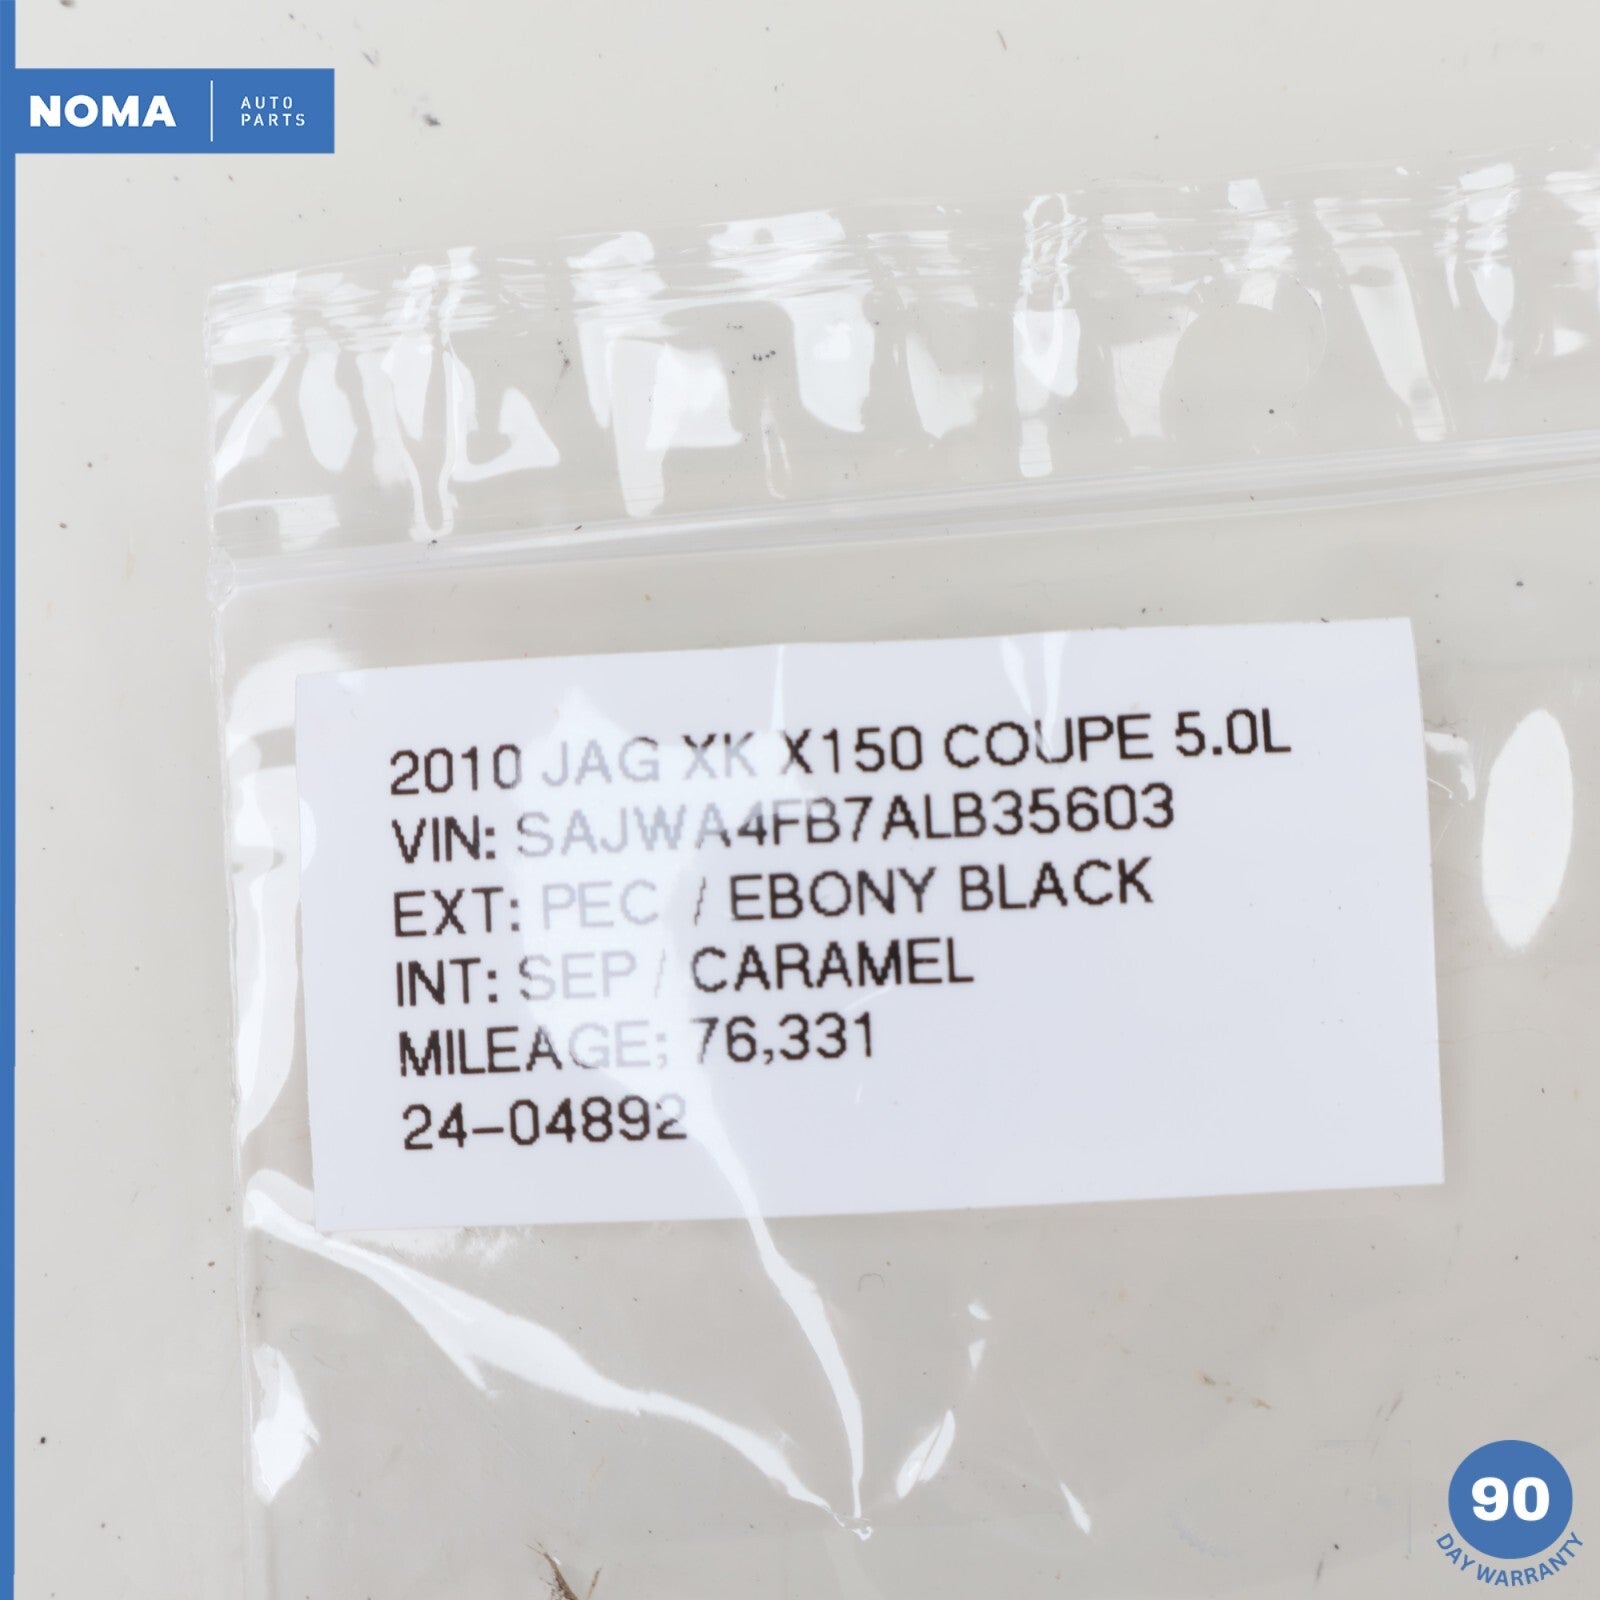 NOMA
AUTO
PARTS
2010 JAG XK X150 COUPE 5.0L
VIN: SAJWA4FB7ALB35603
EXT: PEC / EBONY BLACK
INT: SEP / CARAMEL
MILEAGE; 76,331
24-04892
90
DAY WARRANTY